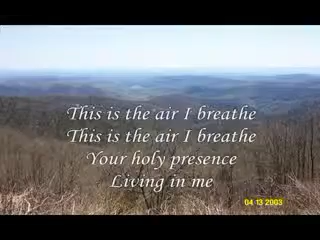 This is the air I breathe
This is the air I breathe
Your holy presence
Living in me
04 13 2003